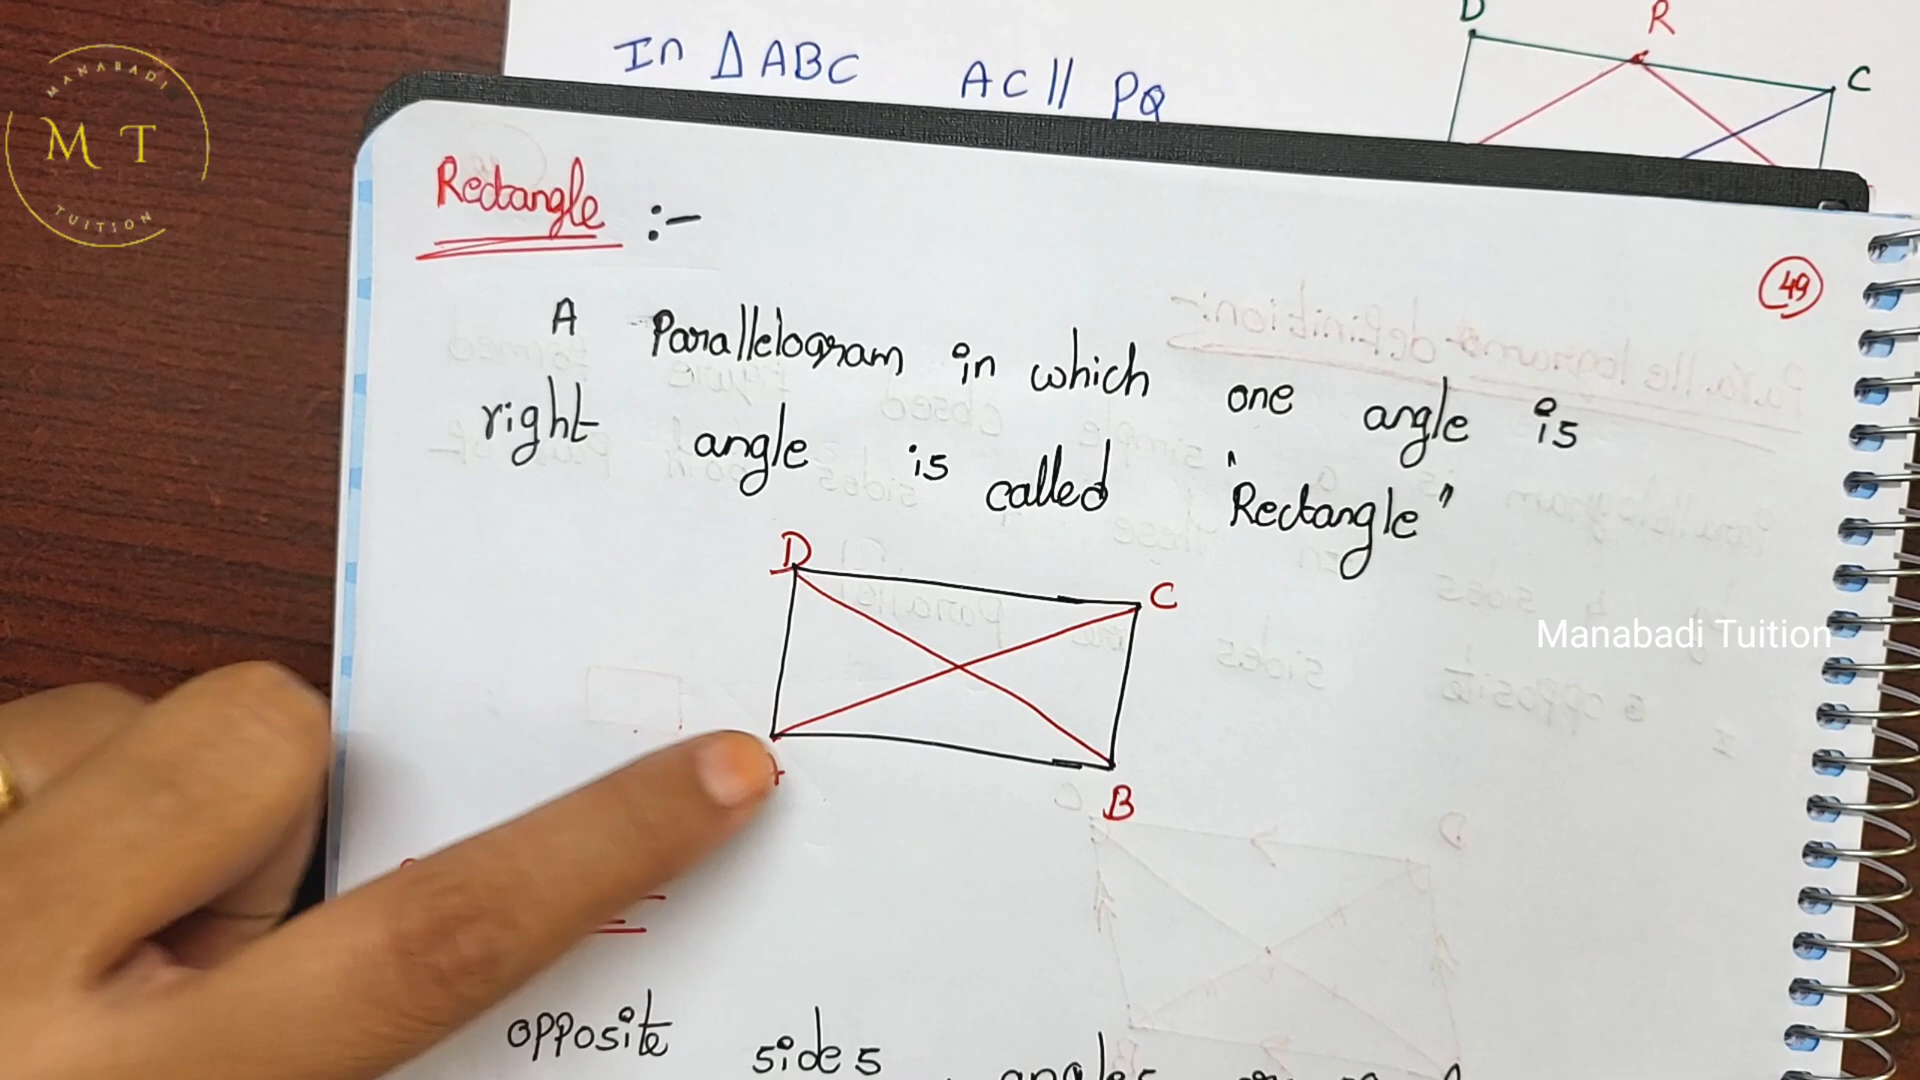 MANABADI
M T
TUITION
In Δ ABC AC || PQ
D R
C
Rectangle :-
49
A Parallelogram in which one angle is
right angle is called "Rectangle"
D
C
B
Manabadi Tuition
opposite sides